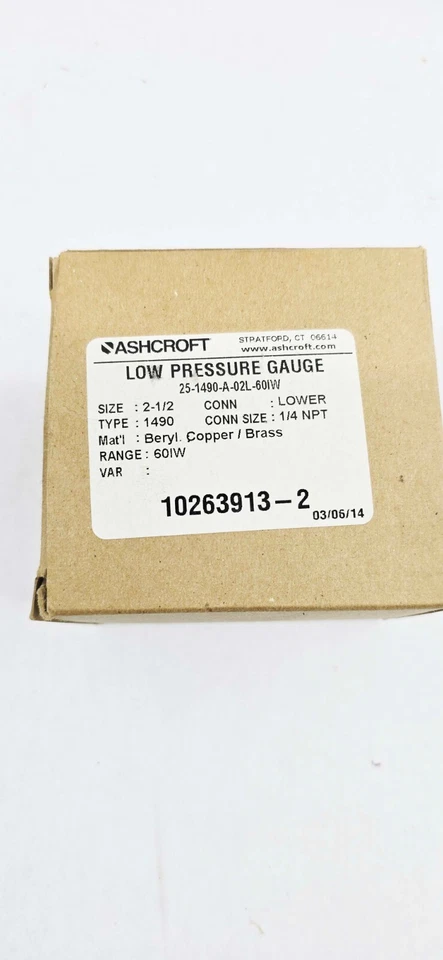 ASHCROFT STRATFORD, CT 06614
www.ashcroft.com
LOW PRESSURE GAUGE
25-1490-A-02L-60IW
SIZE : 2-1/2 CONN : LOWER
TYPE : 1490 CONN SIZE : 1/4 NPT
Mat'l : Beryl. Copper / Brass
RANGE : 60IW
VAR :
10263913-2
03/06/14